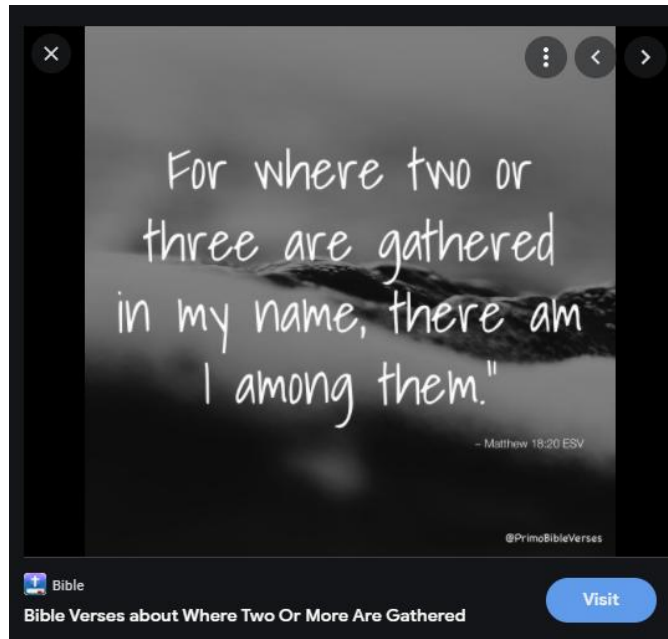 For where two or
three are gathered
in my name, there am
I among them."
– Matthew 18:20 ESV
@PrimoBibleVerses
Bible
Bible Verses about Where Two Or More Are Gathered
Visit